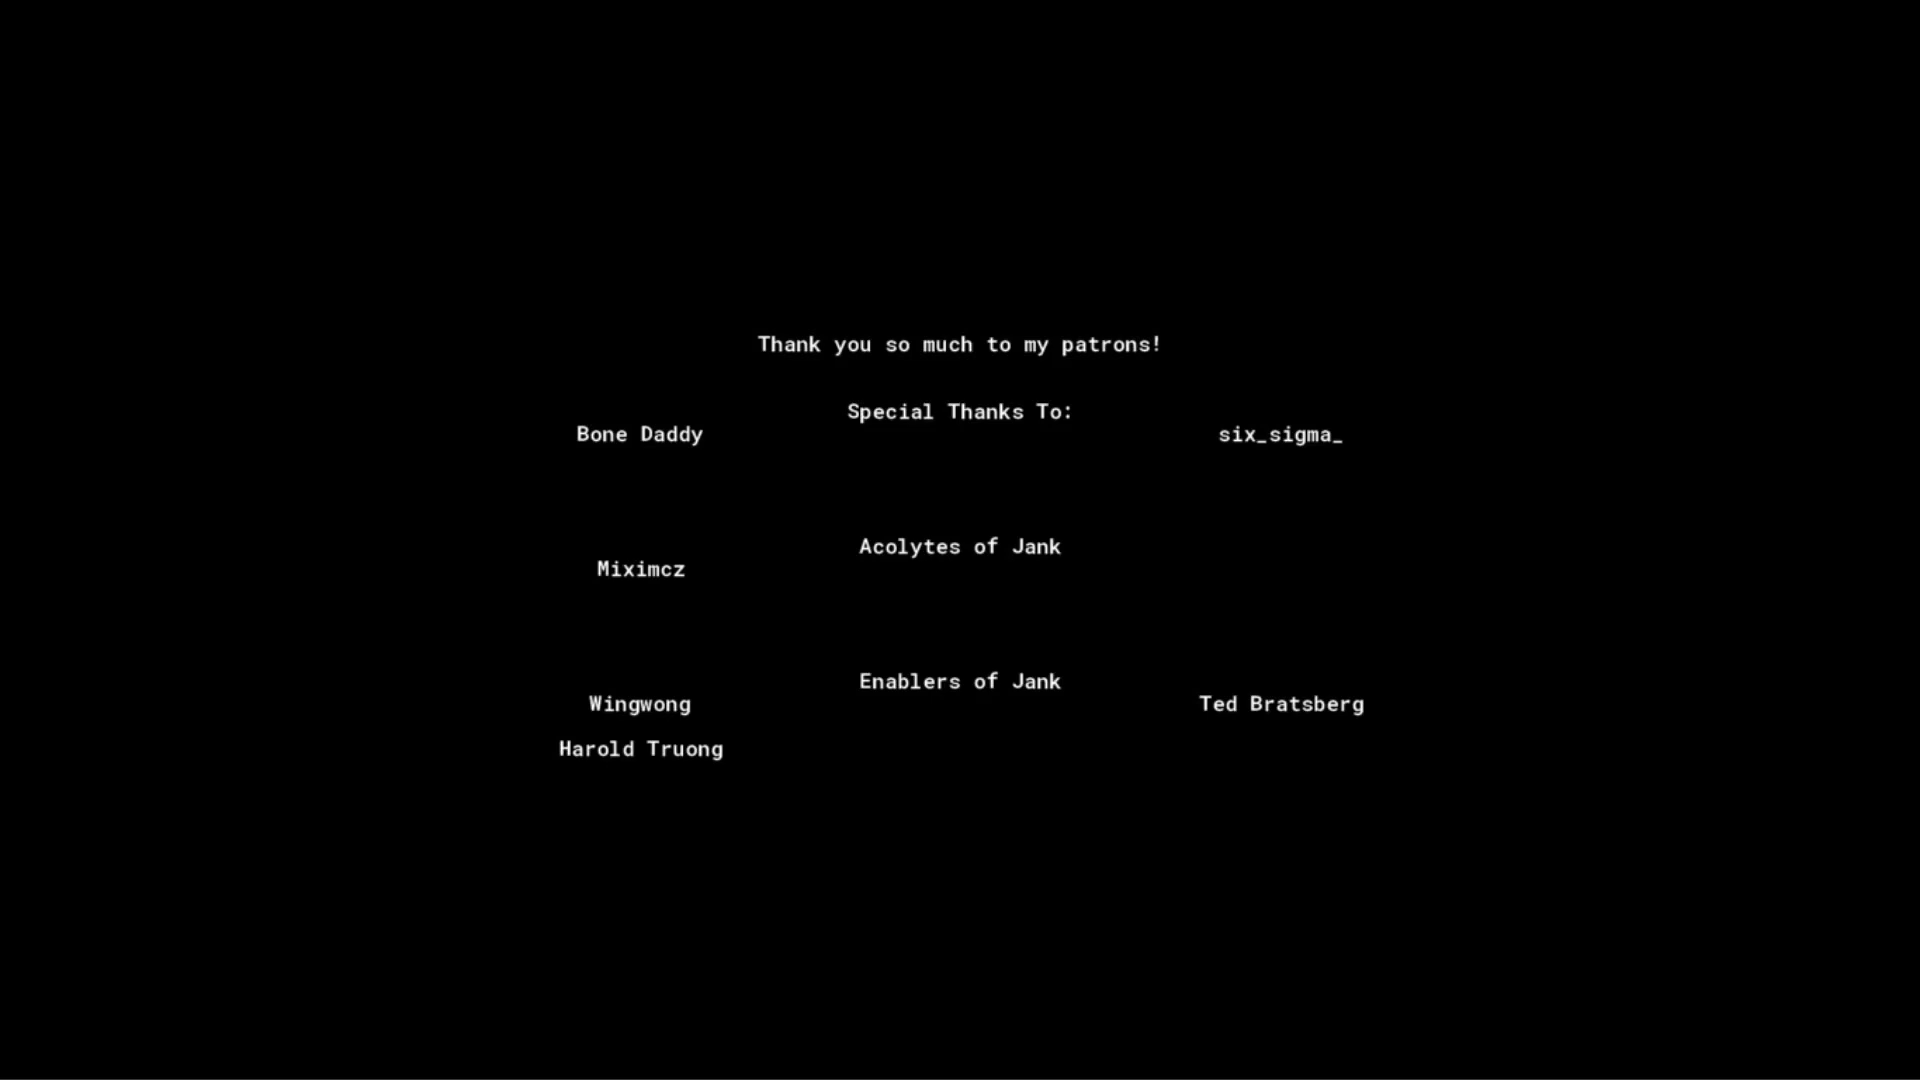 Thank you so much to my patrons!
Special Thanks To:
Bone Daddy
six_sigma_
Acolytes of Jank
Miximcz
Enablers of Jank
Wingwong
Ted Bratsberg
Harold Truong